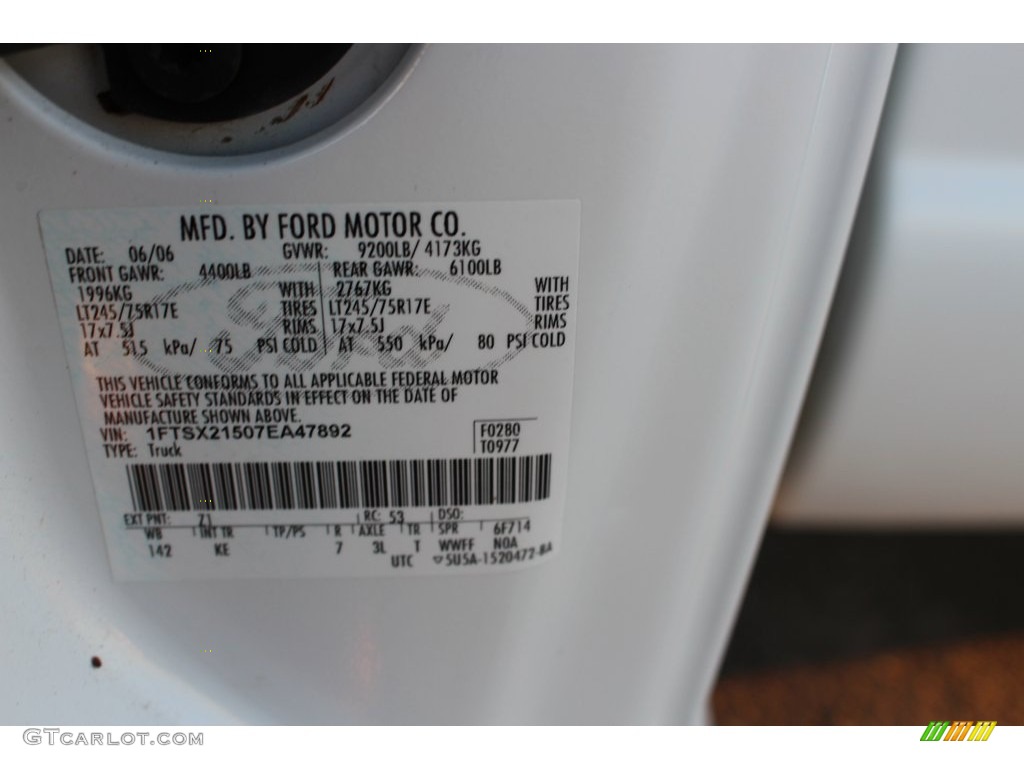 MFD. BY FORD MOTOR CO.
DATE: 06/06 GVWR: 9200LB/ 4173KG
FRONT GAWR: 4400LB REAR GAWR: 6100LB
1996KG WITH 2767KG WITH
LT245/75R17E TIRES LT245/75R17E TIRES
17x7.5J RIMS 17x7.5J RIMS
AT 515 kPa/ 75 PSI COLD AT 550 kPa/ 80 PSI COLD
THIS VEHICLE CONFORMS TO ALL APPLICABLE FEDERAL MOTOR
VEHICLE SAFETY STANDARDS IN EFFECT ON THE DATE OF
MANUFACTURE SHOWN ABOVE.
VIN: 1FTSX21507EA47892 F0280
TYPE: Truck T0977
EXT PNT: Z1 RC: 53 DSO:
WB INT TR TP/PS R AXLE TR SPR 6F714
142 KE 7 3L T WWFF NOA
UTC 5U5A-1520472-BA
GTCARLOT.COM